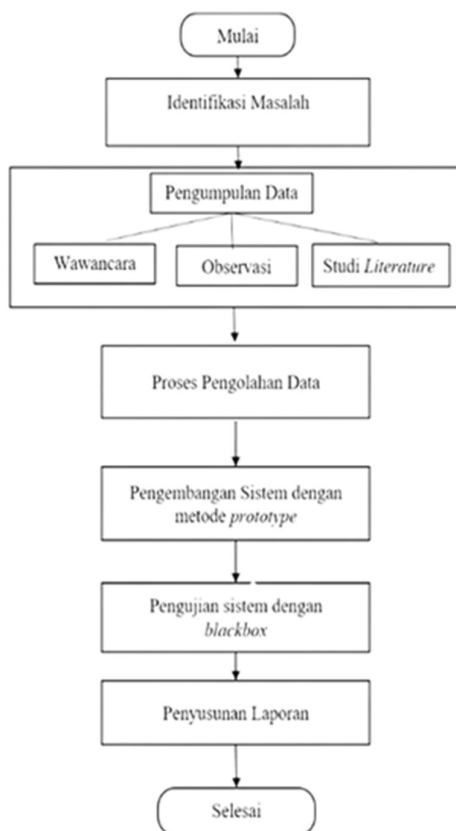 Mulai
Identifikasi Masalah
Pengumpulan Data
Wawancara
Observasi
Studi Literature
Proses Pengolahan Data
Pengembangan Sistem dengan
metode prototype
Pengujian sistem dengan
blackbox
Penyusunan Laporan
Selesai